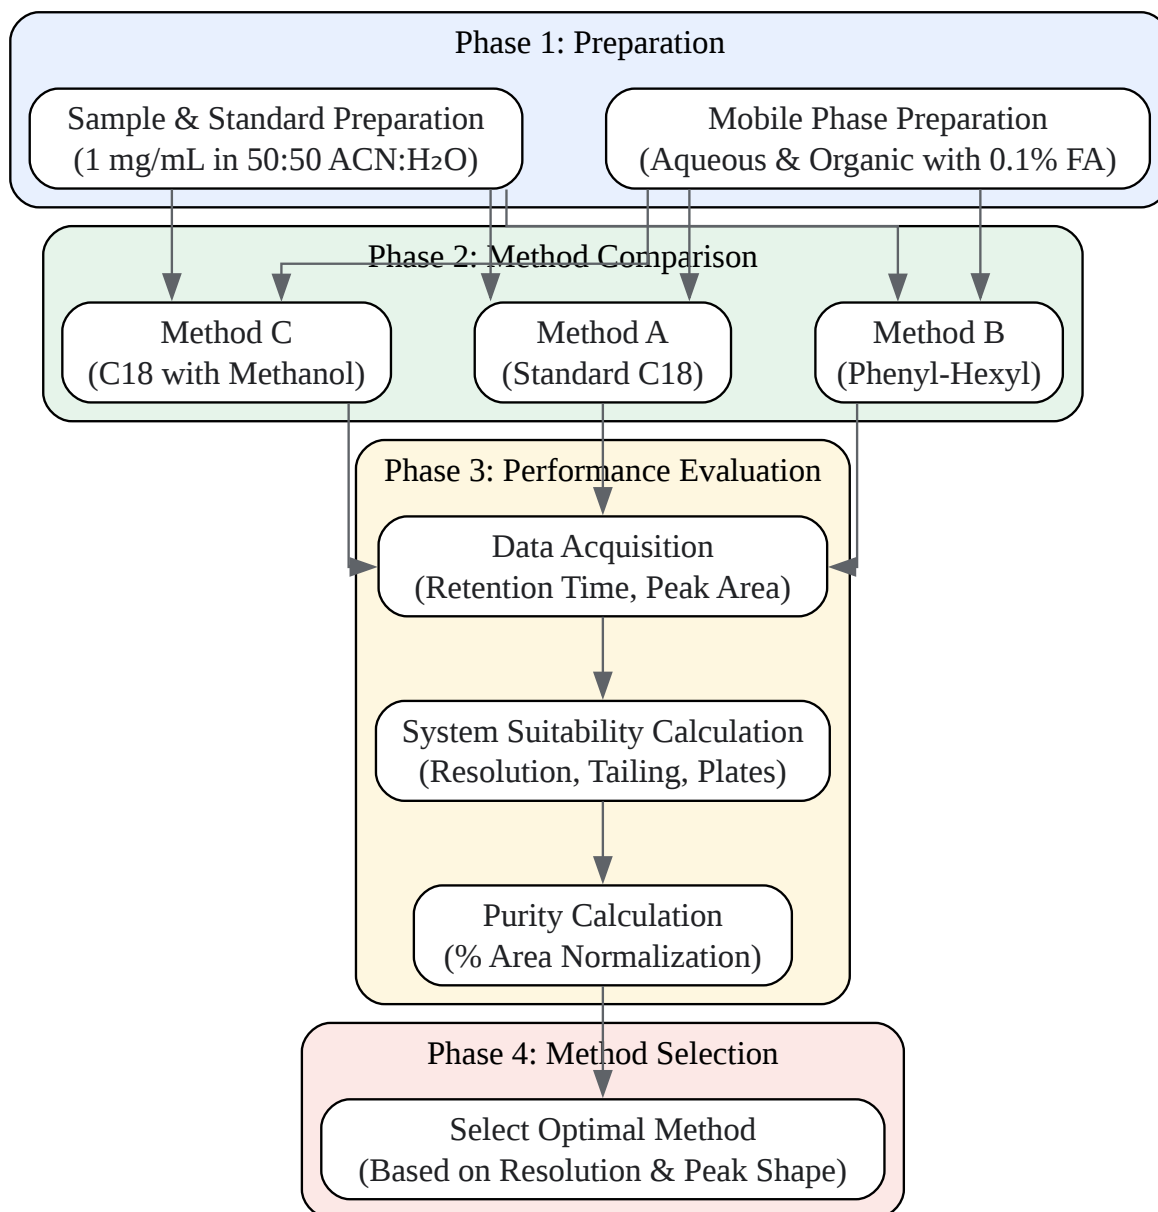 Phase 1: Preparation
Sample & Standard Preparation
(1 mg/mL in 50:50 ACN:H₂O)
Mobile Phase Preparation
(Aqueous & Organic with 0.1% FA)
Phase 2: Method Comparison
Method C
(C18 with Methanol)
Method A
(Standard C18)
Method B
(Phenyl-Hexyl)
Phase 3: Performance Evaluation
Data Acquisition
(Retention Time, Peak Area)
System Suitability Calculation
(Resolution, Tailing, Plates)
Purity Calculation
(% Area Normalization)
Phase 4: Method Selection
Select Optimal Method
(Based on Resolution & Peak Shape)